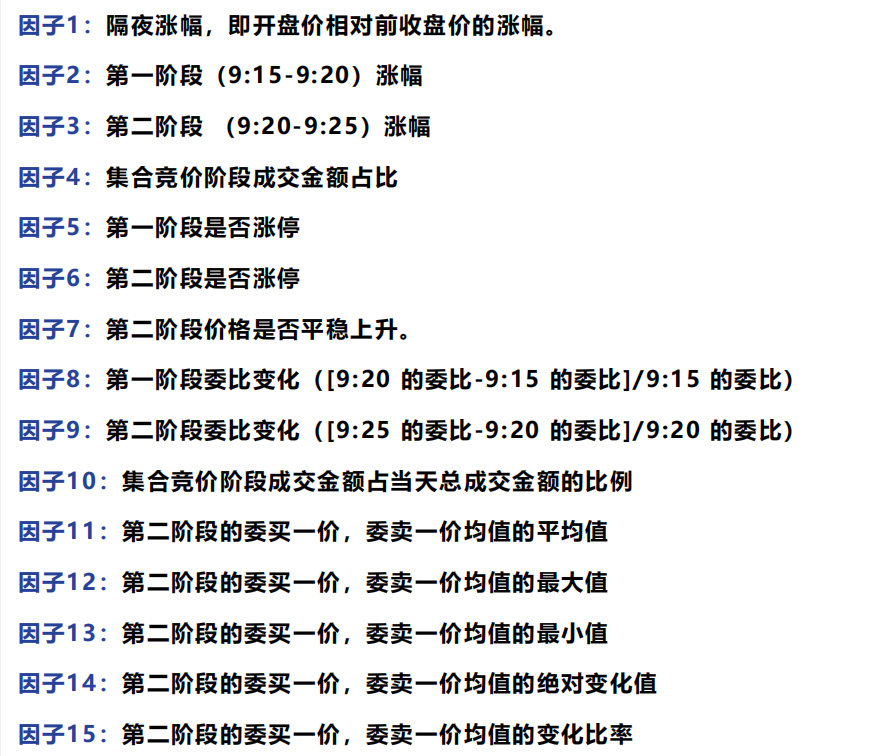 因子1：隔夜涨幅，即开盘价相对前收盘价的涨幅。
因子2：第一阶段（9:15-9:20）涨幅
因子3：第二阶段 （9:20-9:25）涨幅
因子4：集合竞价阶段成交金额占比
因子5：第一阶段是否涨停
因子6：第二阶段是否涨停
因子7：第二阶段价格是否平稳上升。
因子8：第一阶段委比变化（[9:20 的委比-9:15 的委比]/9:15 的委比）
因子9：第二阶段委比变化（[9:25 的委比-9:20 的委比]/9:20 的委比）
因子10：集合竞价阶段成交金额占当天总成交金额的比例
因子11：第二阶段的委买一价，委卖一价均值的平均值
因子12：第二阶段的委买一价，委卖一价均值的最大值
因子13：第二阶段的委买一价，委卖一价均值的最小值
因子14：第二阶段的委买一价，委卖一价均值的绝对变化值
因子15：第二阶段的委买一价，委卖一价均值的变化比率